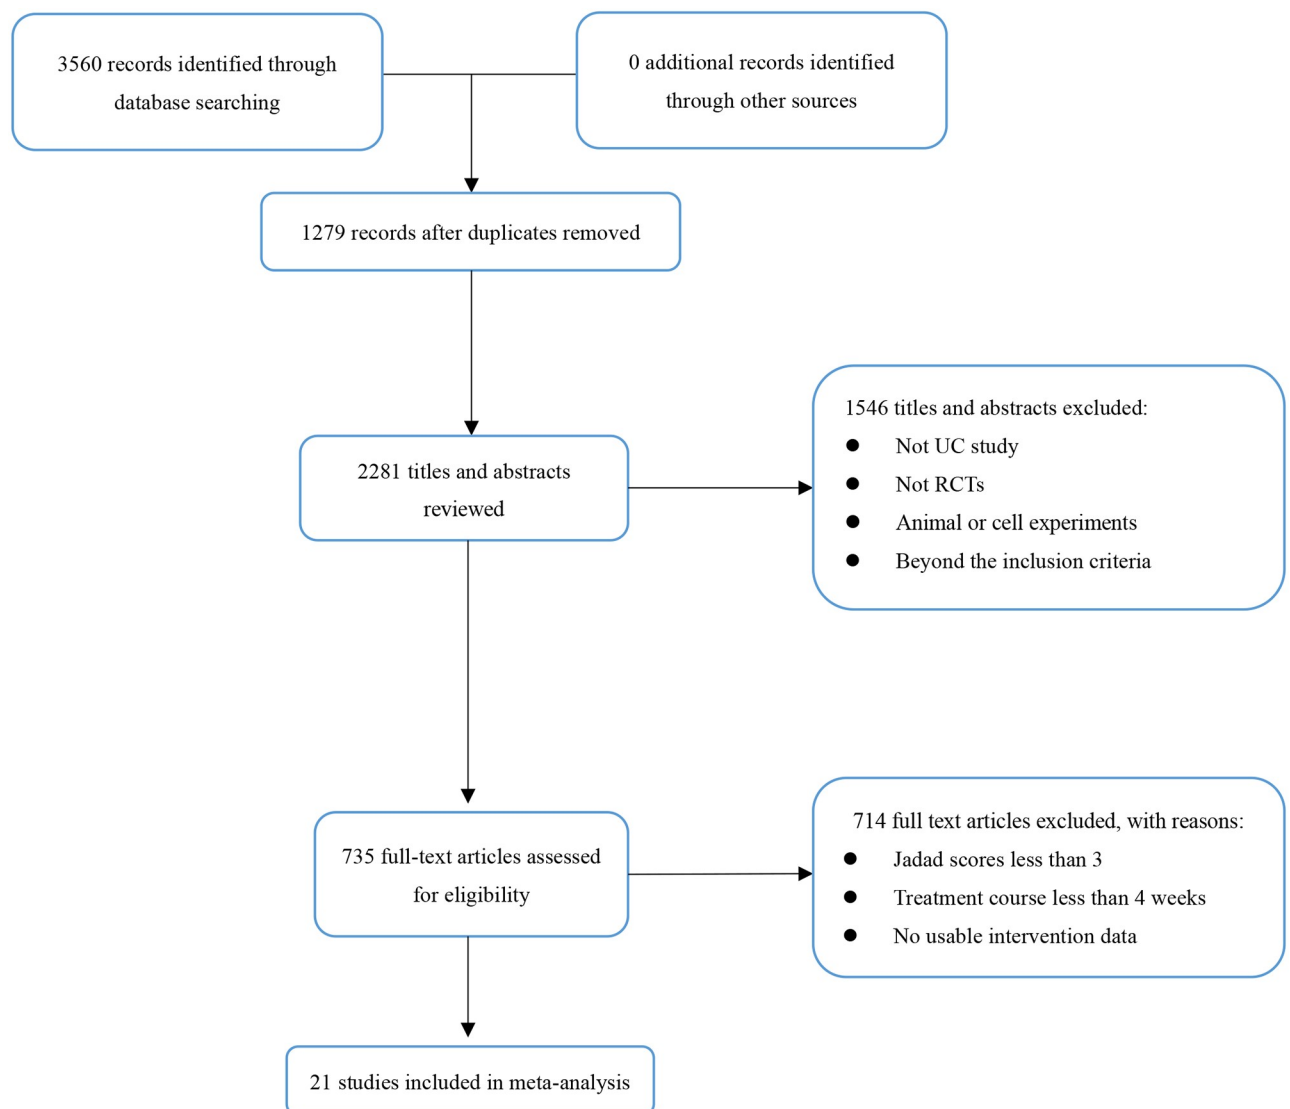 3560 records identified through
database searching
0 additional records identified
through other sources
1279 records after duplicates removed
2281 titles and abstracts
reviewed
1546 titles and abstracts excluded:
● Not UC study
● Not RCTs
● Animal or cell experiments
● Beyond the inclusion criteria
735 full-text articles assessed
for eligibility
714 full text articles excluded, with reasons:
● Jadad scores less than 3
● Treatment course less than 4 weeks
● No usable intervention data
21 studies included in meta-analysis